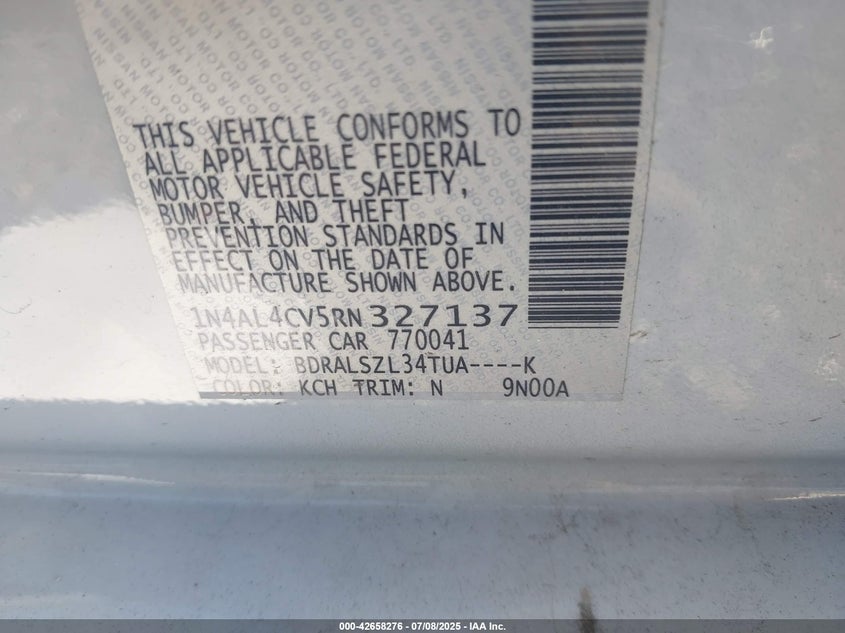 THIS VEHICLE CONFORMS TO
ALL APPLICABLE FEDERAL
MOTOR VEHICLE SAFETY,
BUMPER, AND THEFT
PREVENTION STANDARDS IN
EFFECT ON THE DATE OF
MANUFACTURE SHOWN ABOVE.
1N4AL4CV5RN327137
PASSENGER CAR 770041
MODEL: BDRALSZL34TUA----K
COLOR: KCH TRIM: N 9N00A
000-42658276 | 07/08/2025 | IAA Inc.